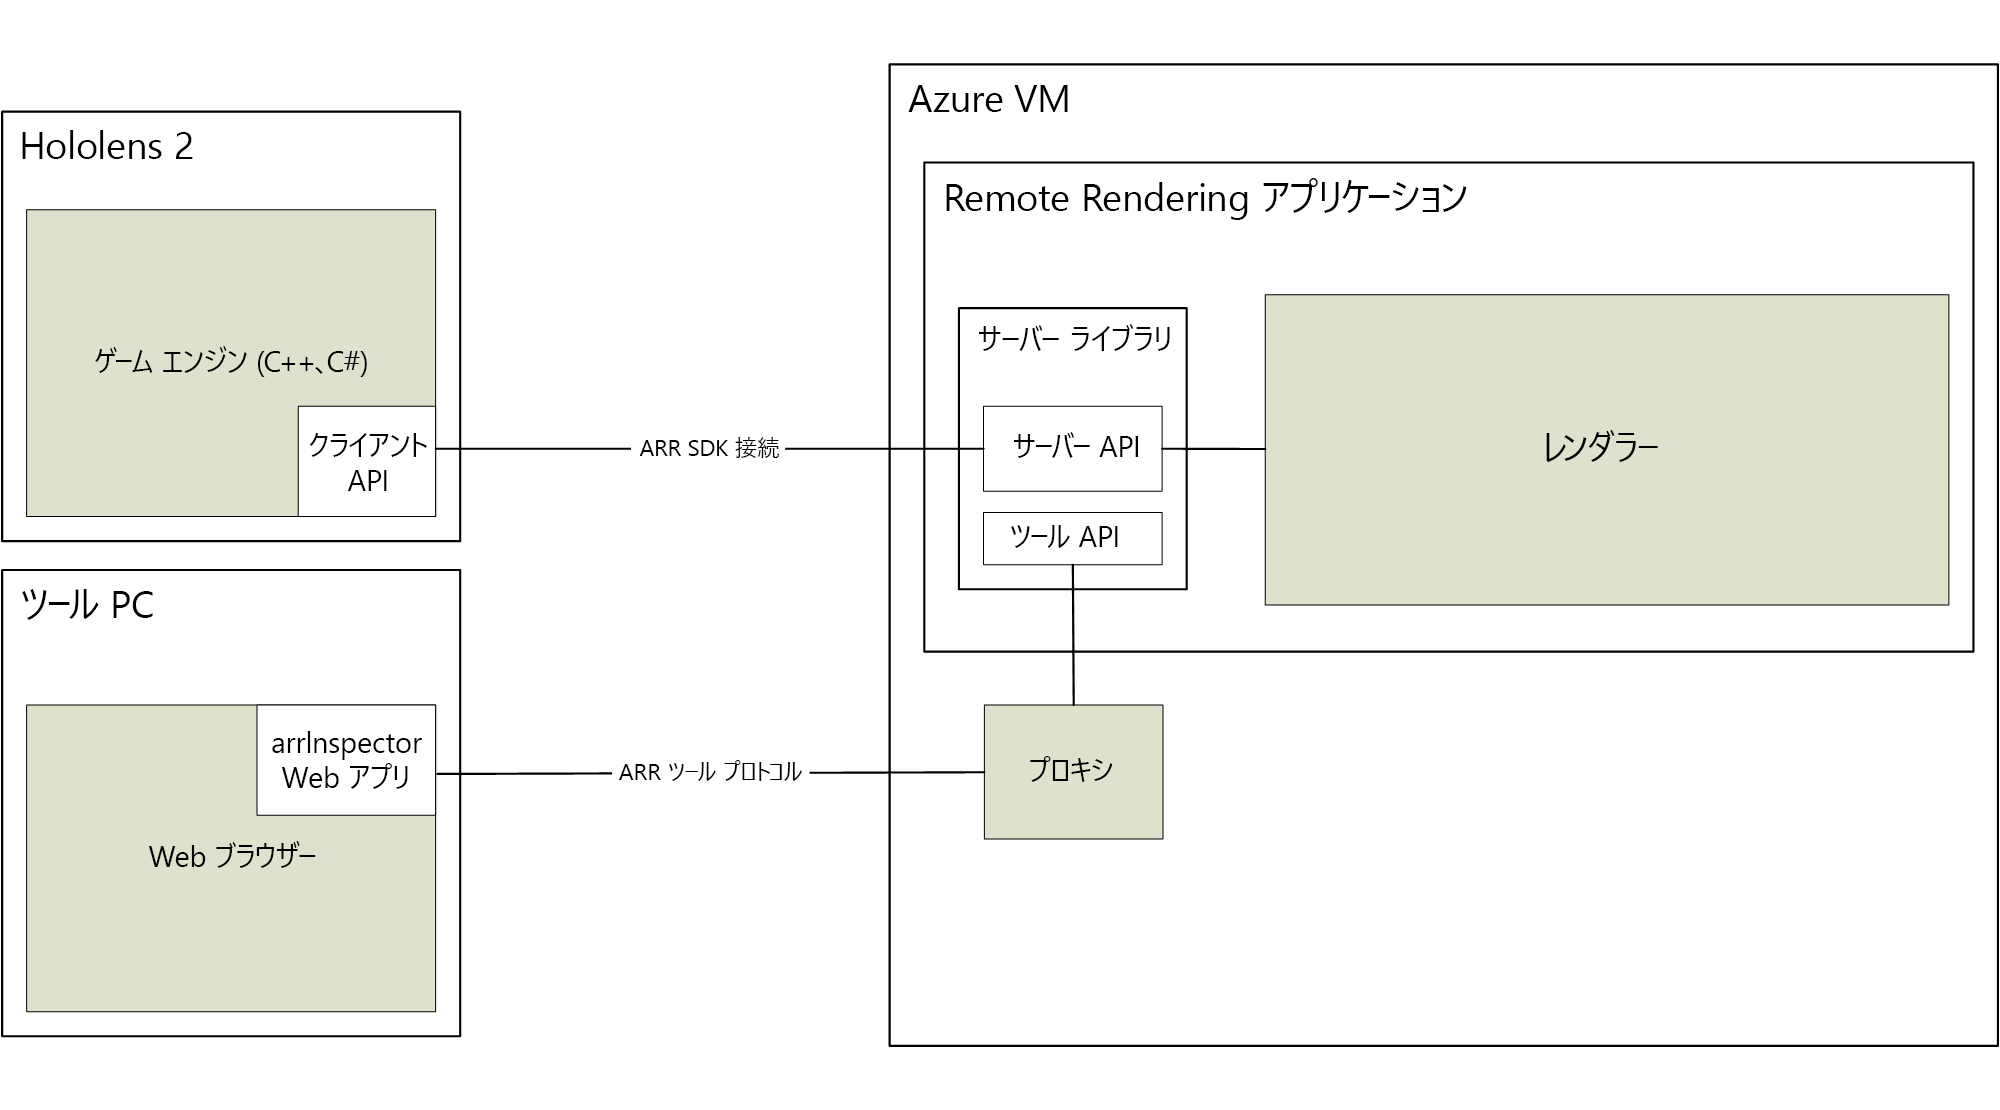 Hololens 2
ゲーム エンジン (C++、C#)
クライアント
API
ARR SDK 接続
ツール PC
arrInspector
Web アプリ
Web ブラウザー
ARR ツール プロトコル
Azure VM
Remote Rendering アプリケーション
サーバー ライブラリ
サーバー API
ツール API
レンダラー
プロキシ